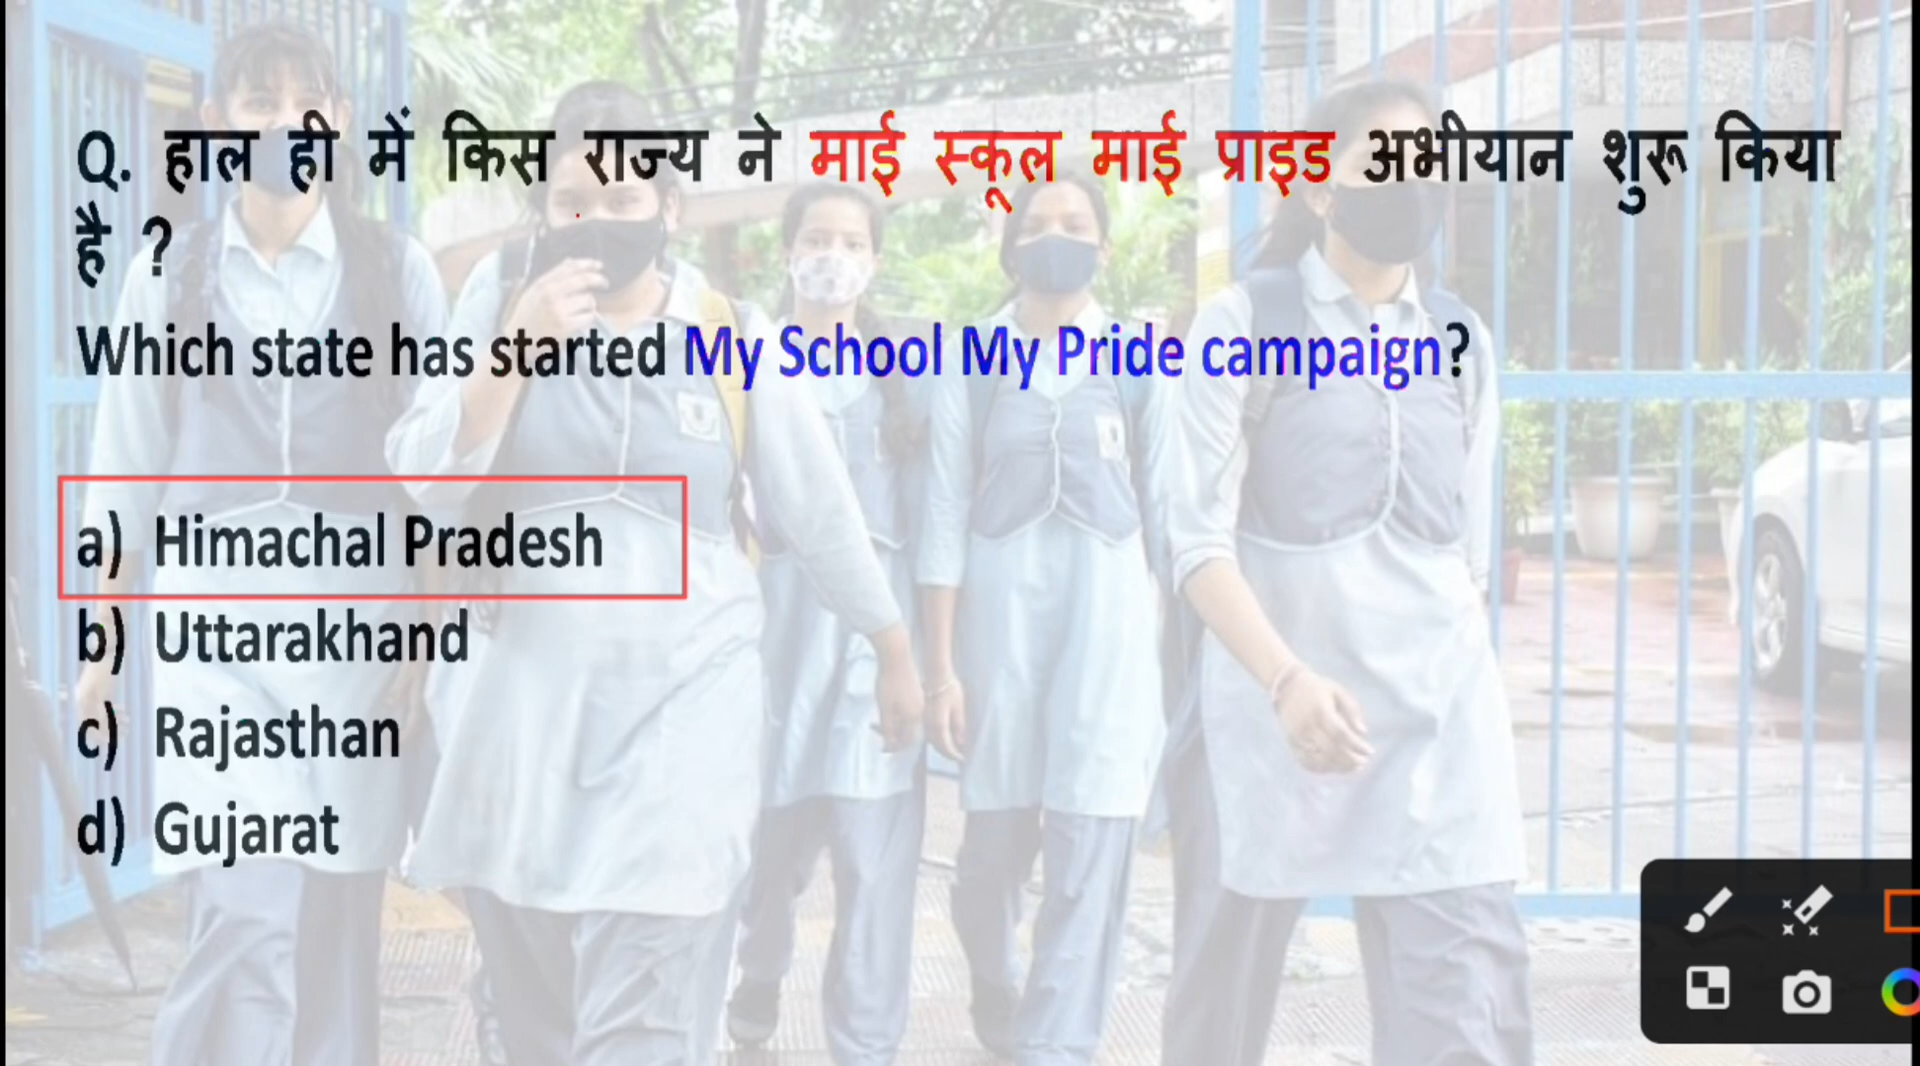 Q. हाल ही में किस राज्य ने माई स्कूल माई प्राइड अभीयान शुरू किया
है ?
Which state has started My School My Pride campaign?
a) Himachal Pradesh
b) Uttarakhand
c) Rajasthan
d) Gujarat